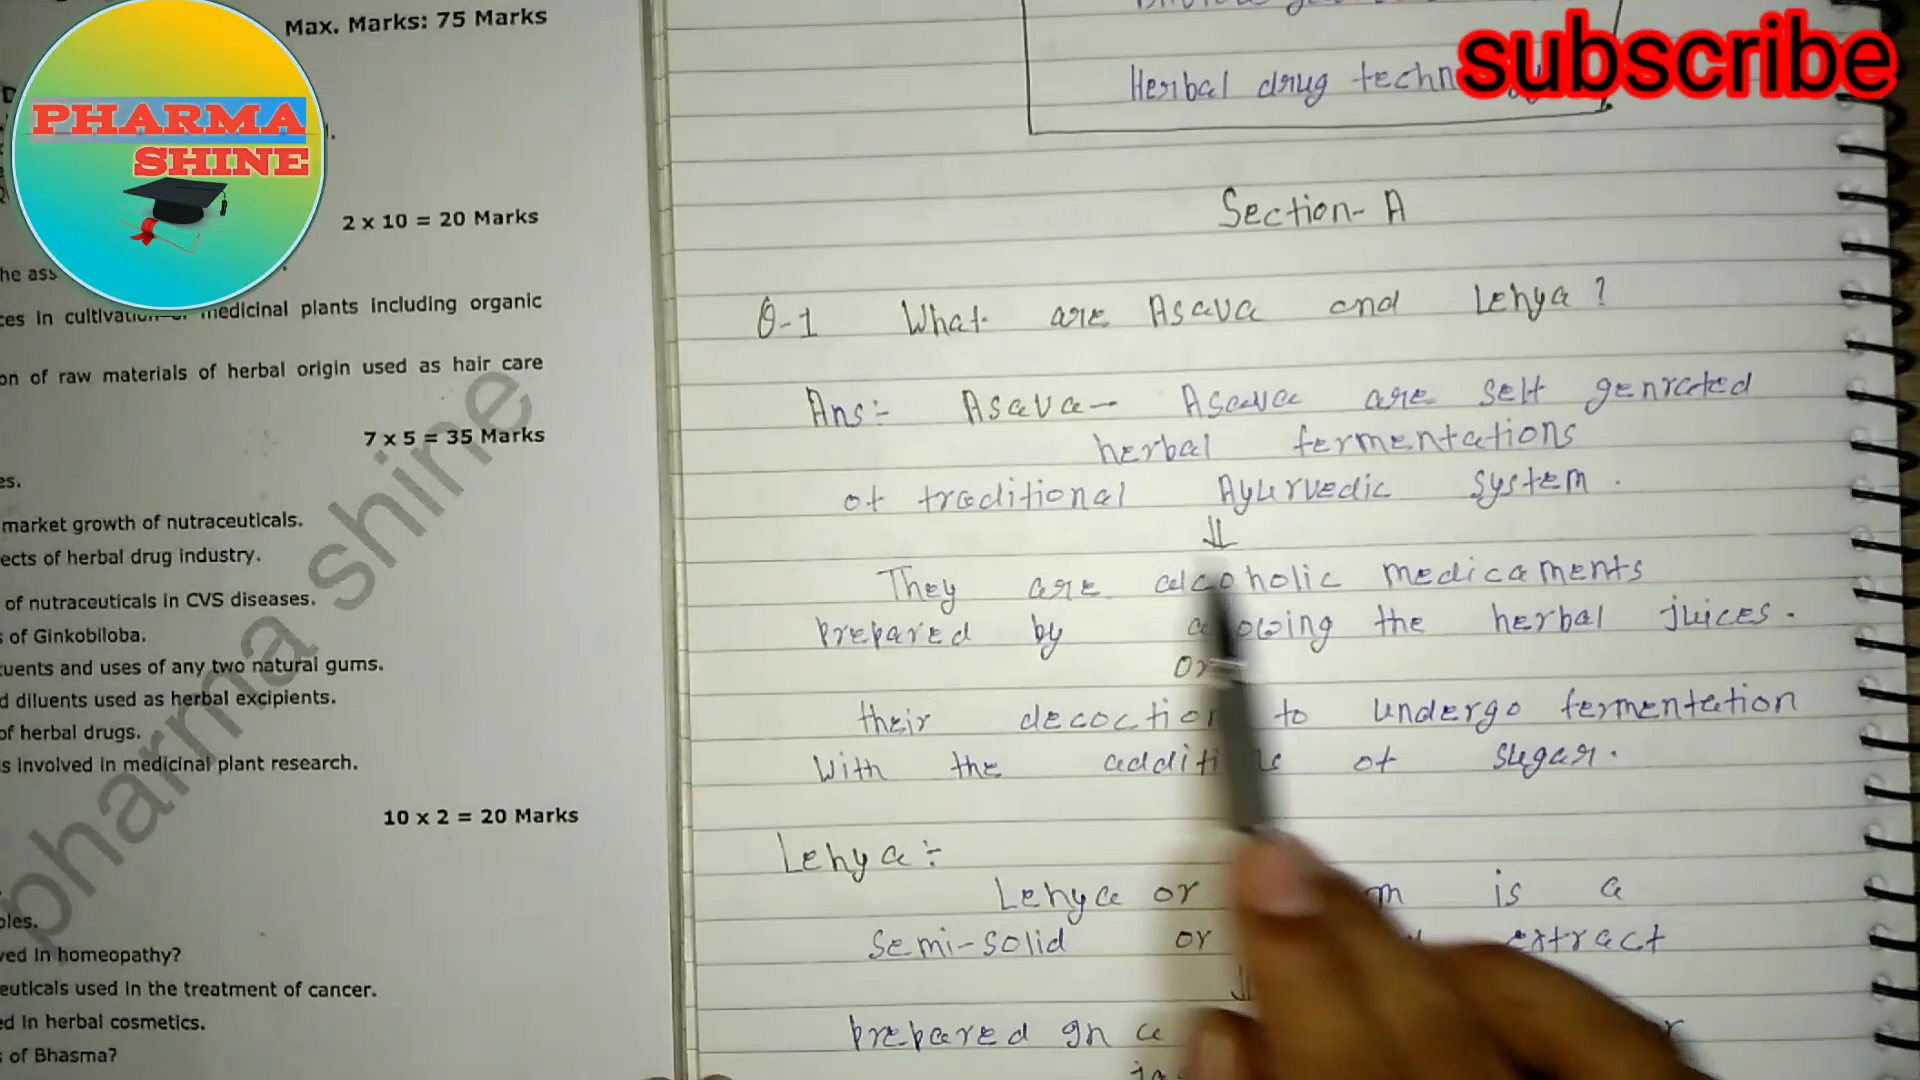 Max. Marks: 75 Marks
PHARMA
SHINE
2 x 10 = 20 Marks
he ass
ces in cultivation of medicinal plants including organic
on of raw materials of herbal origin used as hair care
7 x 5 = 35 Marks
es.
market growth of nutraceuticals.
ects of herbal drug industry.
of nutraceuticals in CVS diseases.
s of Ginkobiloba.
tuents and uses of any two natural gums.
d diluents used as herbal excipients.
of herbal drugs.
s involved in medicinal plant research.
10 x 2 = 20 Marks
ples.
ved in homeopathy?
euticals used in the treatment of cancer.
ed in herbal cosmetics.
s of Bhasma?
pharma shine
subscribe
Herbal drug techn
Section- A
Q-1 What are Asava and Lehya?
Ans:- Asava- Asava are self genrated
herbal fermentations
of traditional Ayurvedic system.
⇓
They are alcoholic medicaments
Prepared by the herbal juices.
or
their decoction to undergo fermentation
With the of sugar.
Lehya:-
Lehya or is a
semi-solid or extract
prepared In a